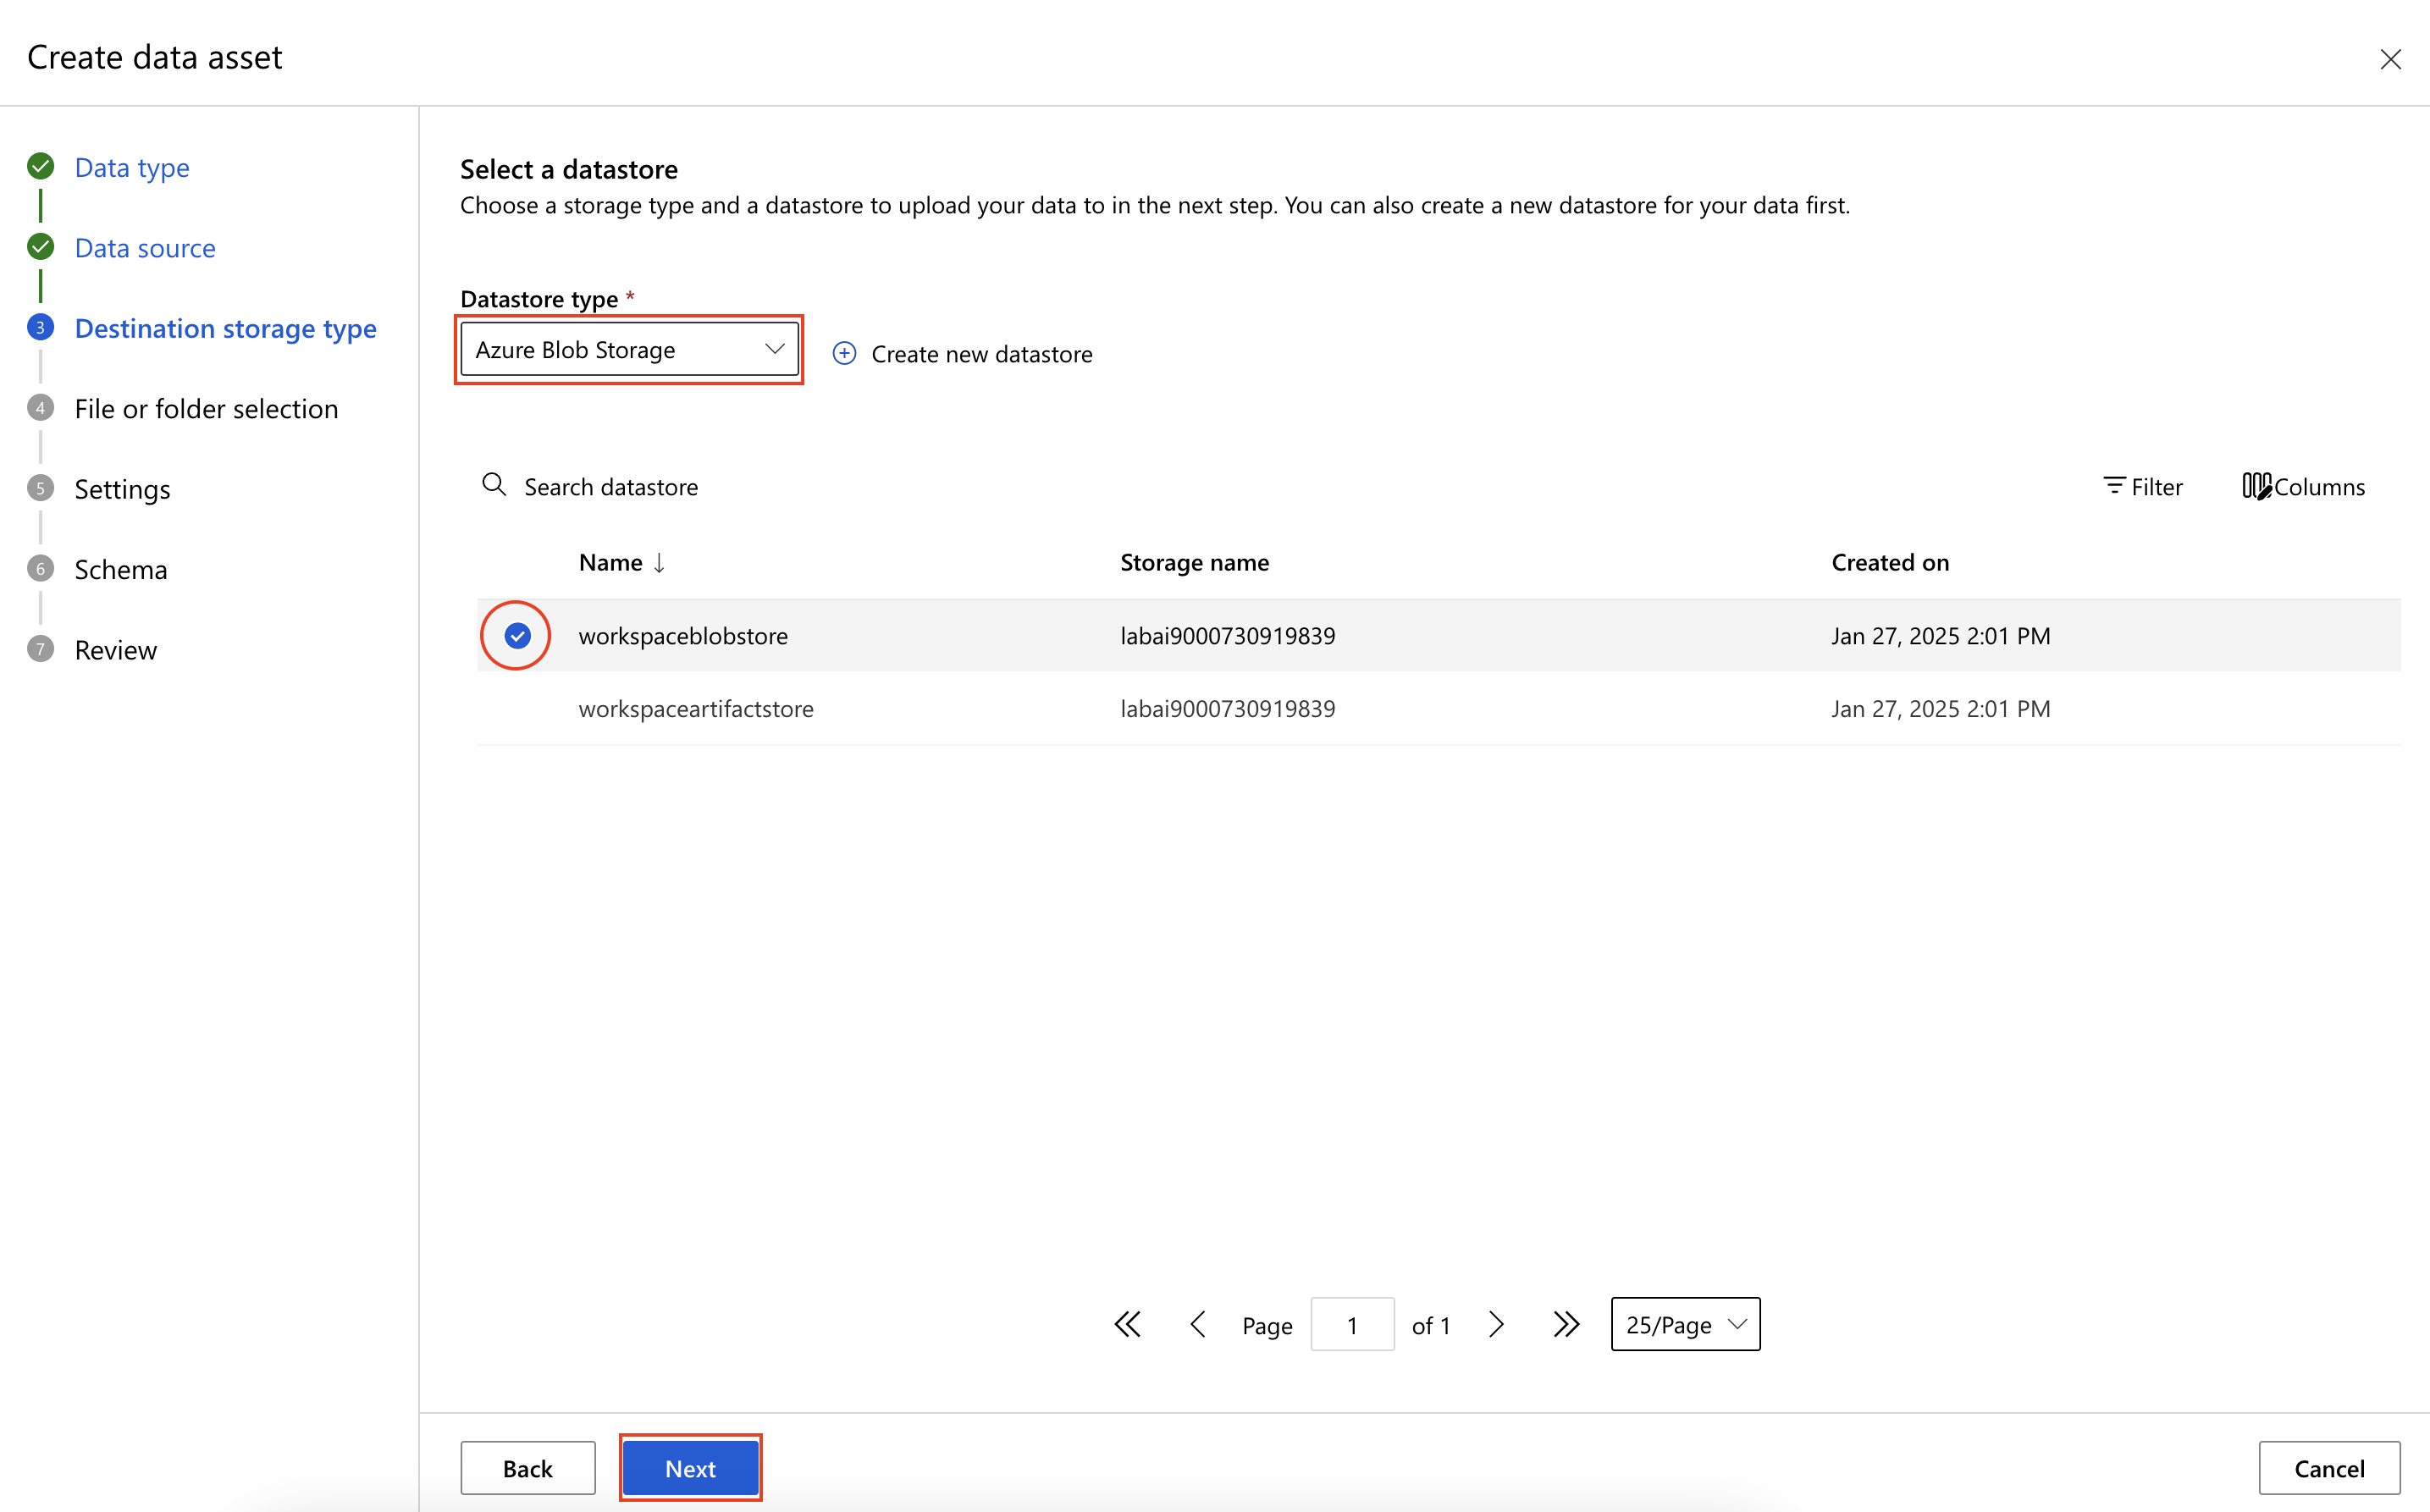 Create data asset
Data type
Data source
3 Destination storage type
4 File or folder selection
5 Settings
6 Schema
7 Review
Select a datastore
Choose a storage type and a datastore to upload your data to in the next step. You can also create a new datastore for your data first.
Datastore type *
Azure Blob Storage
Create new datastore
Search datastore
Filter
Columns
Name ↓ Storage name Created on
workspaceblobstore labai9000730919839 Jan 27, 2025 2:01 PM
workspaceartifactstore labai9000730919839 Jan 27, 2025 2:01 PM
Page 1 of 1 25/Page
Back Next Cancel